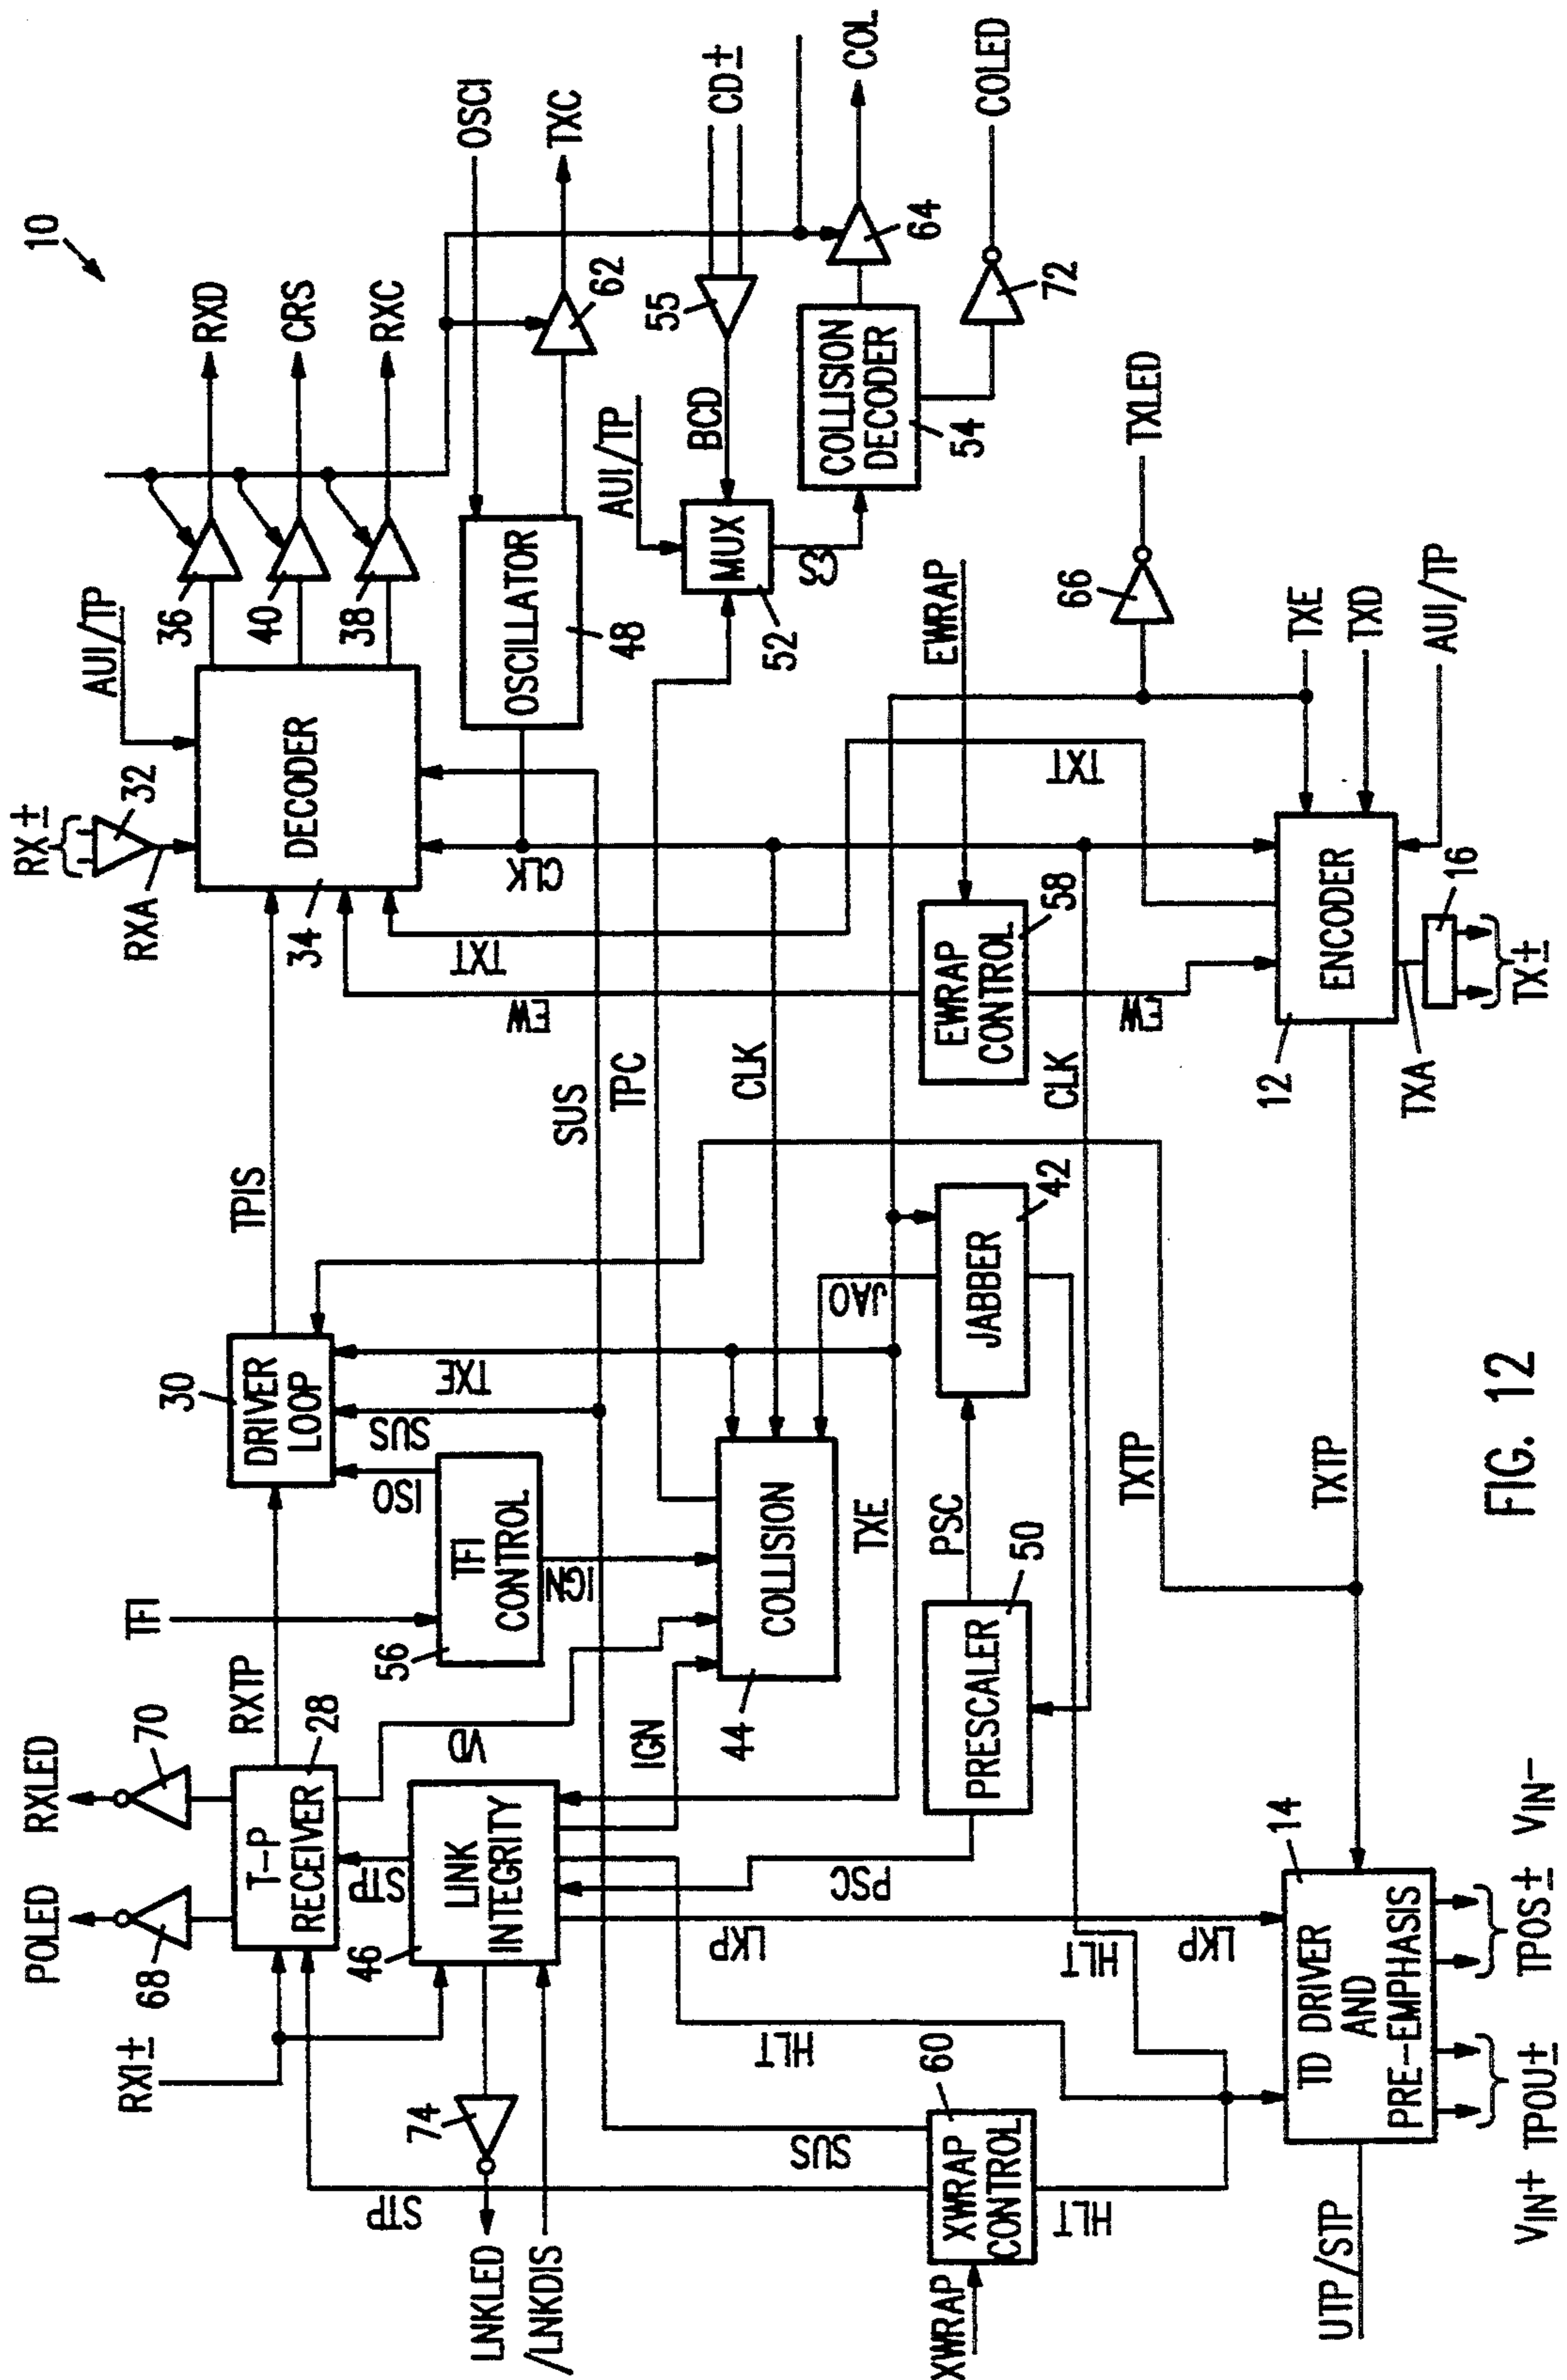 10
POLED
RXLED
RX±
AUI/TP
RXD
CRS
RXC
68
70
TFI
32
RXA
36
40
38
RXI±
T-P
RECEIVER
28
RXTP
30
DRIVER
LOOP
TPIS
34
DECODER
OSCI
TXC
62
74
46
LINK
INTEGRITY
STP
VD
56
TFI
CONTROL
ISO
SUS
TXE
EW
TXT
CLK
OSCILLATOR
48
LNKLED
/LNKDIS
STP
IGN
IGN
SUS
TPC
AUI/TP
BCD
55
CD±
MUX
52
CS
44
COLLISION
CLK
COLLISION
DECODER
54
64
COL
SUS
HLT
LKP
PSC
JAO
TXE
72
COLED
XWRAP
XWRAP
CONTROL
60
PRESCALER
50
PSC
JABBER
42
EWRAP
CONTROL
58
EWRAP
HLT
HLT
CLK
EW
TXT
66
TXLED
LKP
TXTP
UTP/STP
TD DRIVER
AND
PRE-EMPHASIS
14
TXTP
12
ENCODER
TXE
TXD
AUI/TP
TXA
16
TX±
VIN+
TPOU±
TPOS±
VIN-
FIG. 12